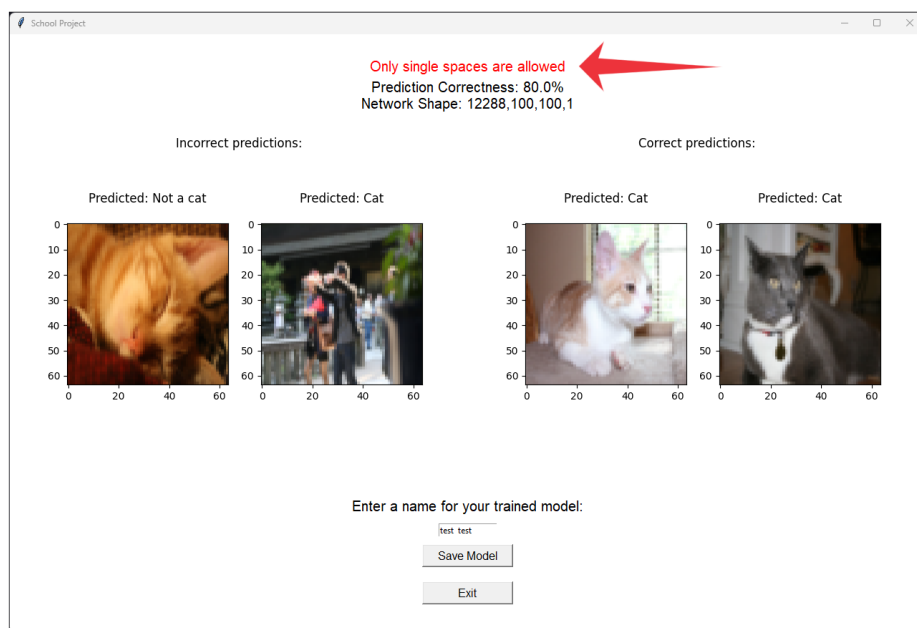 School Project
Only single spaces are allowed
Prediction Correctness: 80.0%
Network Shape: 12288,100,100,1
Incorrect predictions:
Correct predictions:
Predicted: Not a cat
Predicted: Cat
Predicted: Cat
Predicted: Cat
0
10
20
30
40
50
60
0 20 40 60
0
10
20
30
40
50
60
0 20 40 60
0
10
20
30
40
50
60
0 20 40 60
0
10
20
30
40
50
60
0 20 40 60
Enter a name for your trained model:
test  test
Save Model
Exit